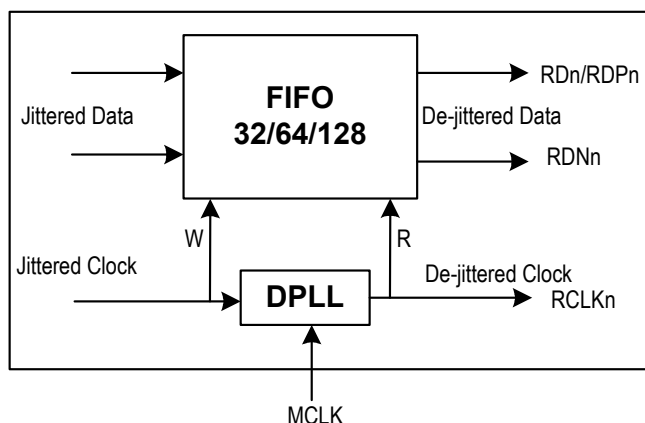 RDn/RDPn
FIFO
32/64/128
Jittered Data
De-jittered Data
RDNn
W
R
Jittered Clock
De-jittered Clock
DPLL
RCLKn
MCLK